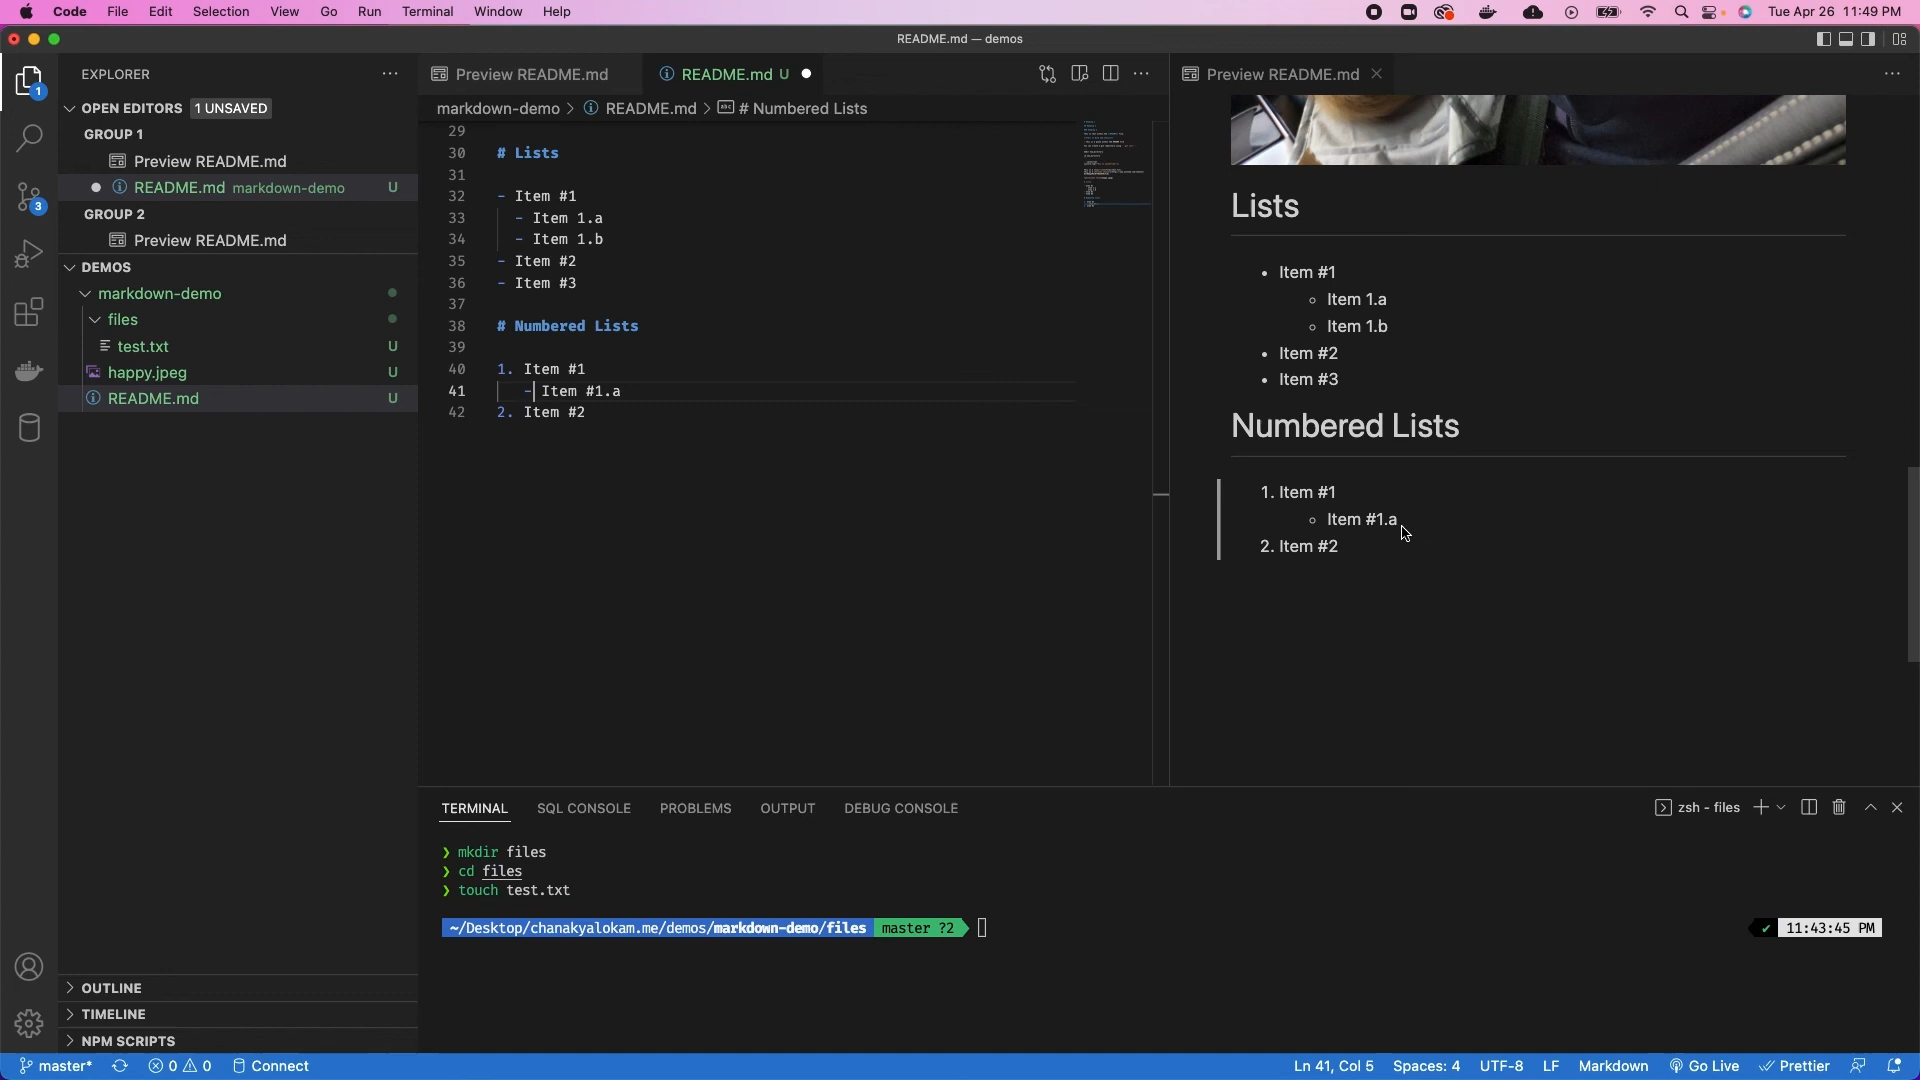 Code File Edit Selection View Go Run Terminal Window Help
Tue Apr 26 11:49 PM
README.md — demos
EXPLORER
OPEN EDITORS 1 UNSAVED
GROUP 1
Preview README.md
README.md markdown-demo U
GROUP 2
Preview README.md
DEMOS
markdown-demo
files
test.txt U
happy.jpeg U
README.md U
OUTLINE
TIMELINE
NPM SCRIPTS
1
3
Preview README.md
README.md U
markdown-demo > README.md > # Numbered Lists
29
30 # Lists
31
32 - Item #1
33 - Item 1.a
34 - Item 1.b
35 - Item #2
36 - Item #3
37
38 # Numbered Lists
39
40 1. Item #1
41 - Item #1.a
42 2. Item #2
Preview README.md
Lists
• Item #1
◦ Item 1.a
◦ Item 1.b
• Item #2
• Item #3
Numbered Lists
1. Item #1
◦ Item #1.a
2. Item #2
TERMINAL SQL CONSOLE PROBLEMS OUTPUT DEBUG CONSOLE
zsh - files
❯ mkdir files
❯ cd files
❯ touch test.txt
~/Desktop/chanakyalokam.me/demos/markdown-demo/files master ?2
✔ 11:43:45 PM
master* 0 0 Connect
Ln 41, Col 5 Spaces: 4 UTF-8 LF Markdown Go Live Prettier